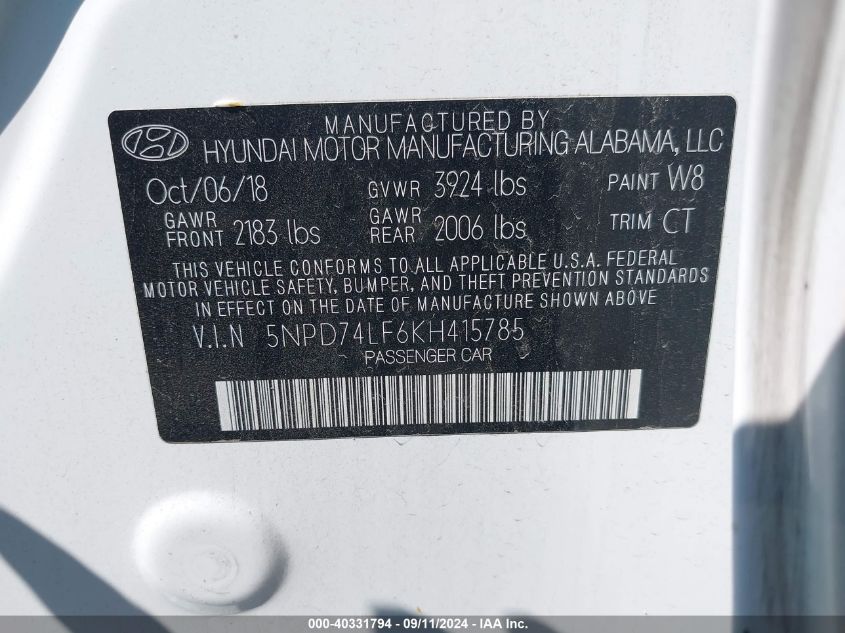 MANUFACTURED BY
HYUNDAI MOTOR MANUFACTURING ALABAMA, LLC
Oct/06/18 GVWR 3924 lbs PAINT W8
GAWR FRONT 2183 lbs GAWR REAR 2006 lbs TRIM CT
THIS VEHICLE CONFORMS TO ALL APPLICABLE U.S.A. FEDERAL
MOTOR VEHICLE SAFETY, BUMPER, AND THEFT PREVENTION STANDARDS
IN EFFECT ON THE DATE OF MANUFACTURE SHOWN ABOVE
V.I.N 5NPD74LF6KH415785
PASSENGER CAR
000-40331794 - 09/11/2024 - IAA Inc.